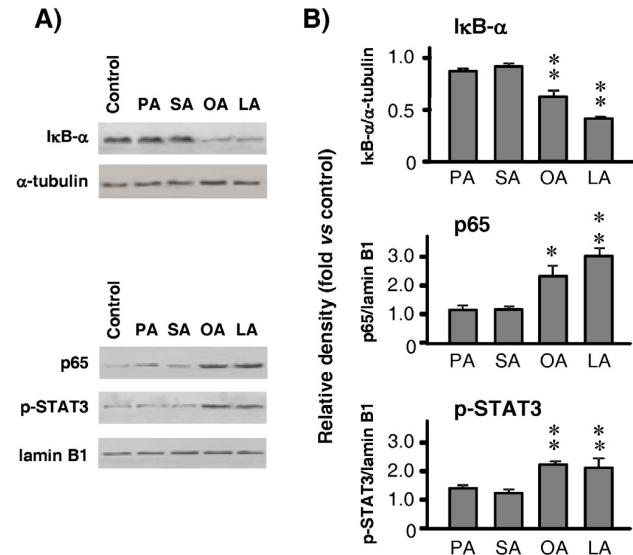 A)
Control PA SA OA LA
IκB-α
α-tubulin
Control PA SA OA LA
p65
p-STAT3
lamin B1
B)
Relative density (fold vs control)
IκB-α
IκB-α/α-tubulin
1.0
0.5
0
**
**
PA SA OA LA
p65
p65/lamin B1
3.0
2.0
1.0
0
*
**
PA SA OA LA
p-STAT3
p-STAT3/lamin B1
3.0
2.0
1.0
0
**
**
PA SA OA LA